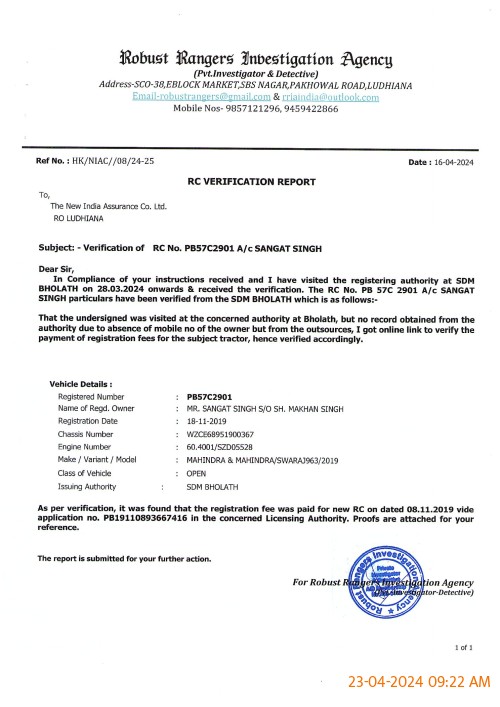 Robust Rangers Investigation Agency
(Pvt.Investigator & Detective)
Address-SCO-38,EBLOCK MARKET,SBS NAGAR,PAKHOWAL ROAD,LUDHIANA
Email-robustrangers@gmail.com & rriaindia@outlook.com
Mobile Nos- 9857121296, 9459422866
Ref No. : HK/NIAC//08/24-25
Date : 16-04-2024
RC VERIFICATION REPORT
To,
The New India Assurance Co. Ltd.
RO LUDHIANA
Subject: - Verification of RC No. PB57C2901 A/c SANGAT SINGH
Dear Sir,
In Compliance of your instructions received and I have visited the registering authority at SDM
BHOLATH on 28.03.2024 onwards & received the verification. The RC No. PB 57C 2901 A/c SANGAT
SINGH particulars have been verified from the SDM BHOLATH which is as follows:-
That the undersigned was visited at the concerned authority at Bholath, but no record obtained from the
authority due to absence of mobile no of the owner but from the outsources, I got online link to verify the
payment of registration fees for the subject tractor, hence verified accordingly.
Vehicle Details :
Registered Number : PB57C2901
Name of Regd. Owner : MR. SANGAT SINGH S/O SH. MAKHAN SINGH
Registration Date : 18-11-2019
Chassis Number : WZCE68951900367
Engine Number : 60.4001/SZD05528
Make / Variant / Model : MAHINDRA & MAHINDRA/SWARAJ963/2019
Class of Vehicle : OPEN
Issuing Authority : SDM BHOLATH
As per verification, it was found that the registration fee was paid for new RC on dated 08.11.2019 vide
application no. PB19110893667416 in the concerned Licensing Authority. Proofs are attached for your
reference.
The report is submitted for your further action.
For Robust Rangers Investigation Agency
(Pvt.Investigator-Detective)
Robust Rangers Investigation Agency
Private
Investigator
1 of 1
23-04-2024 09:22 AM